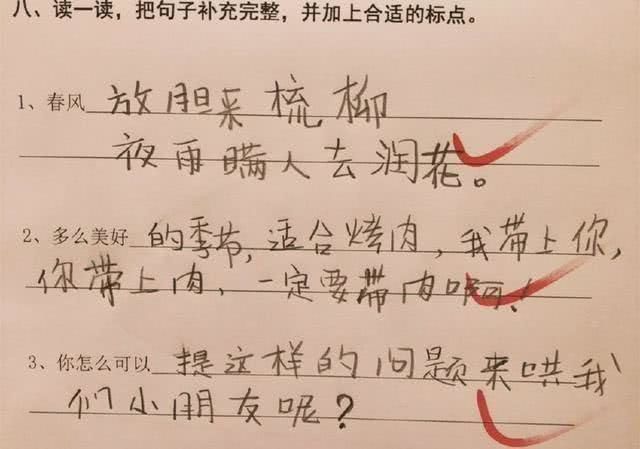 八、读一读，把句子补充完整，并加上合适的标点。
1、春风 放胆来梳柳
夜雨瞒人去润花。
2、多么美好 的季节，适合烤肉，我带上你，
你带上肉，一定要带肉啊！
3、你怎么可以 提这样的问题来哄我
们小朋友呢？